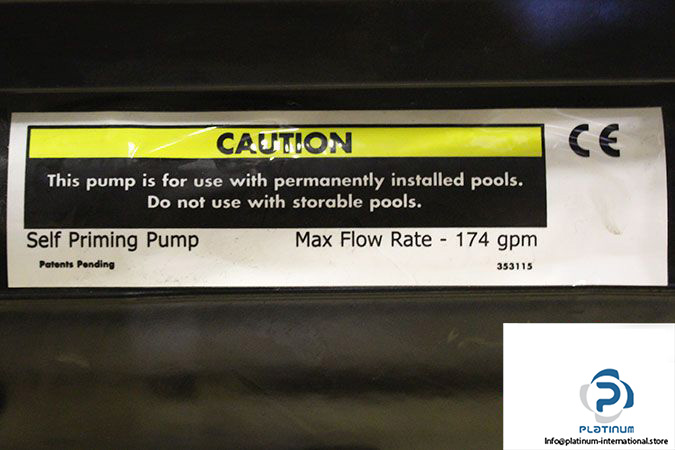 CAUTION
CE
This pump is for use with permanently installed pools.
Do not use with storable pools.
Self Priming Pump Max Flow Rate - 174 gpm
Patents Pending 353115
PLATINUM
Info@platinum-international.store